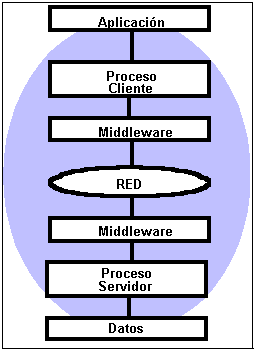 Aplicación
Proceso
Cliente
Middleware
RED
Middleware
Proceso
Servidor
Datos